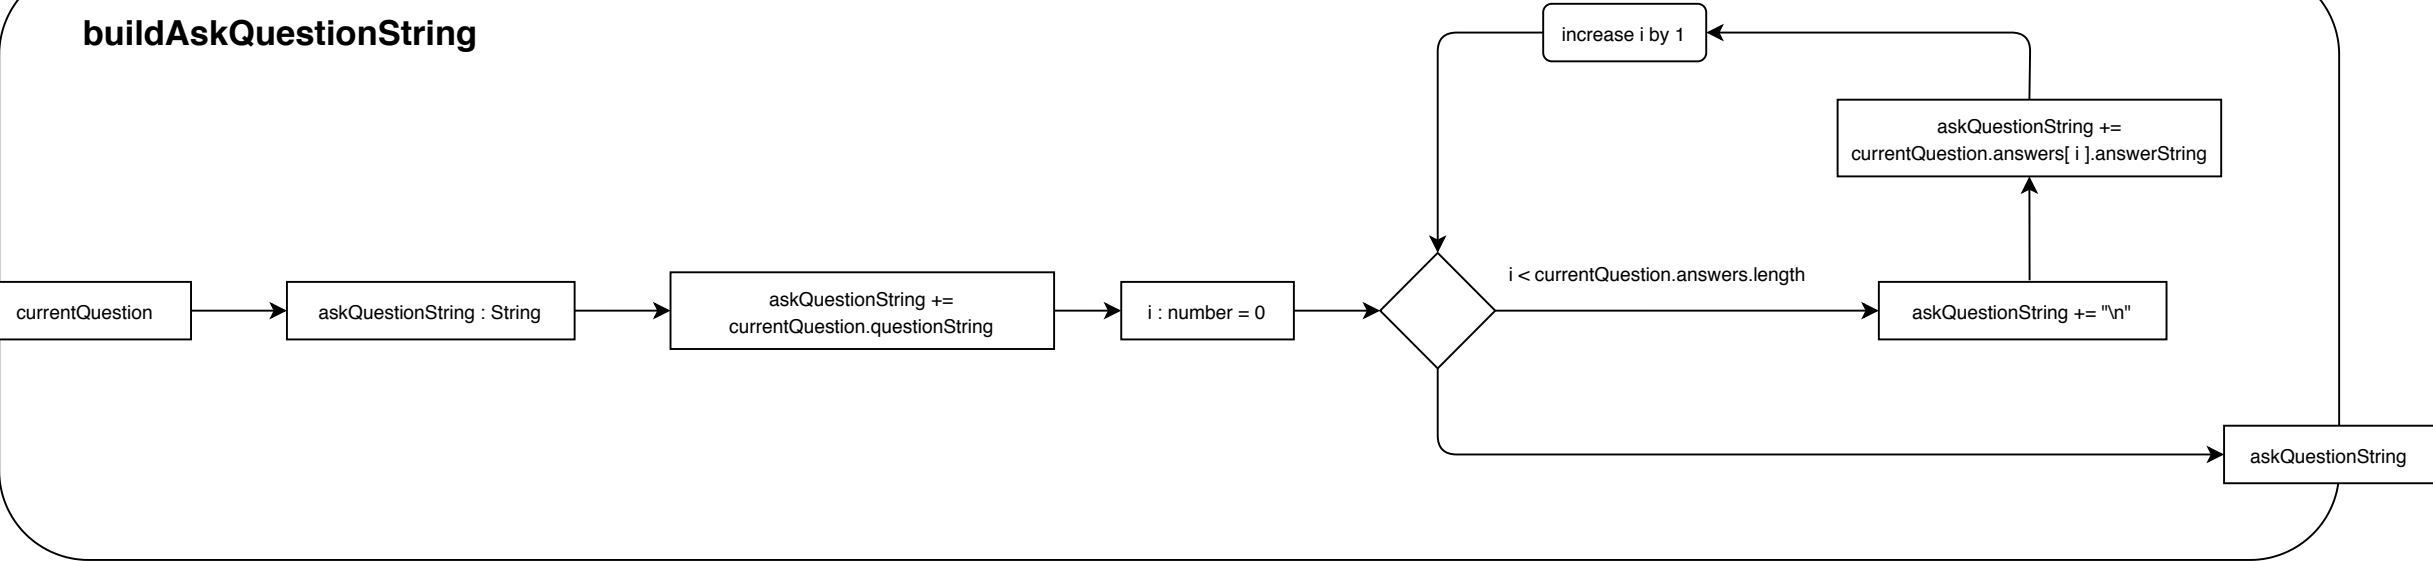 buildAskQuestionString
increase i by 1
askQuestionString +=
currentQuestion.answers[ i ].answerString
i < currentQuestion.answers.length
currentQuestion
askQuestionString : String
askQuestionString +=
currentQuestion.questionString
i : number = 0
askQuestionString += "\n"
askQuestionString